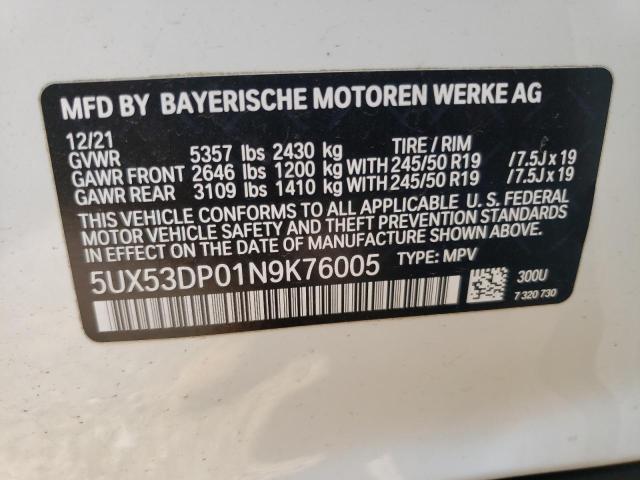 MFD BY BAYERISCHE MOTOREN WERKE AG
12/21 TIRE / RIM
GVWR 5357 lbs 2430 kg
GAWR FRONT 2646 lbs 1200 kg WITH 245/50 R19 / 7.5J x 19
GAWR REAR 3109 lbs 1410 kg WITH 245/50 R19 / 7.5J x 19
THIS VEHICLE CONFORMS TO ALL APPLICABLE U. S. FEDERAL
MOTOR VEHICLE SAFETY AND THEFT PREVENTION STANDARDS
IN EFFECT ON THE DATE OF MANUFACTURE SHOWN ABOVE.
5UX53DP01N9K76005 TYPE: MPV
300U
7 320 730